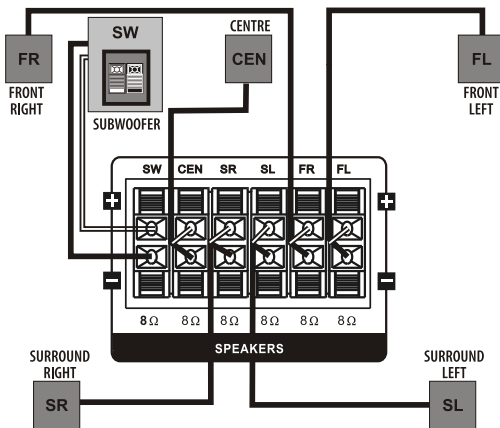 SW
CENTRE
FR
CEN
FL
FRONT
RIGHT
SUBWOOFER
FRONT
LEFT
SW CEN SR SL FR FL
+ +
− −
8Ω 8Ω 8Ω 8Ω 8Ω 8Ω
SPEAKERS
SURROUND
RIGHT
SURROUND
LEFT
SR
SL